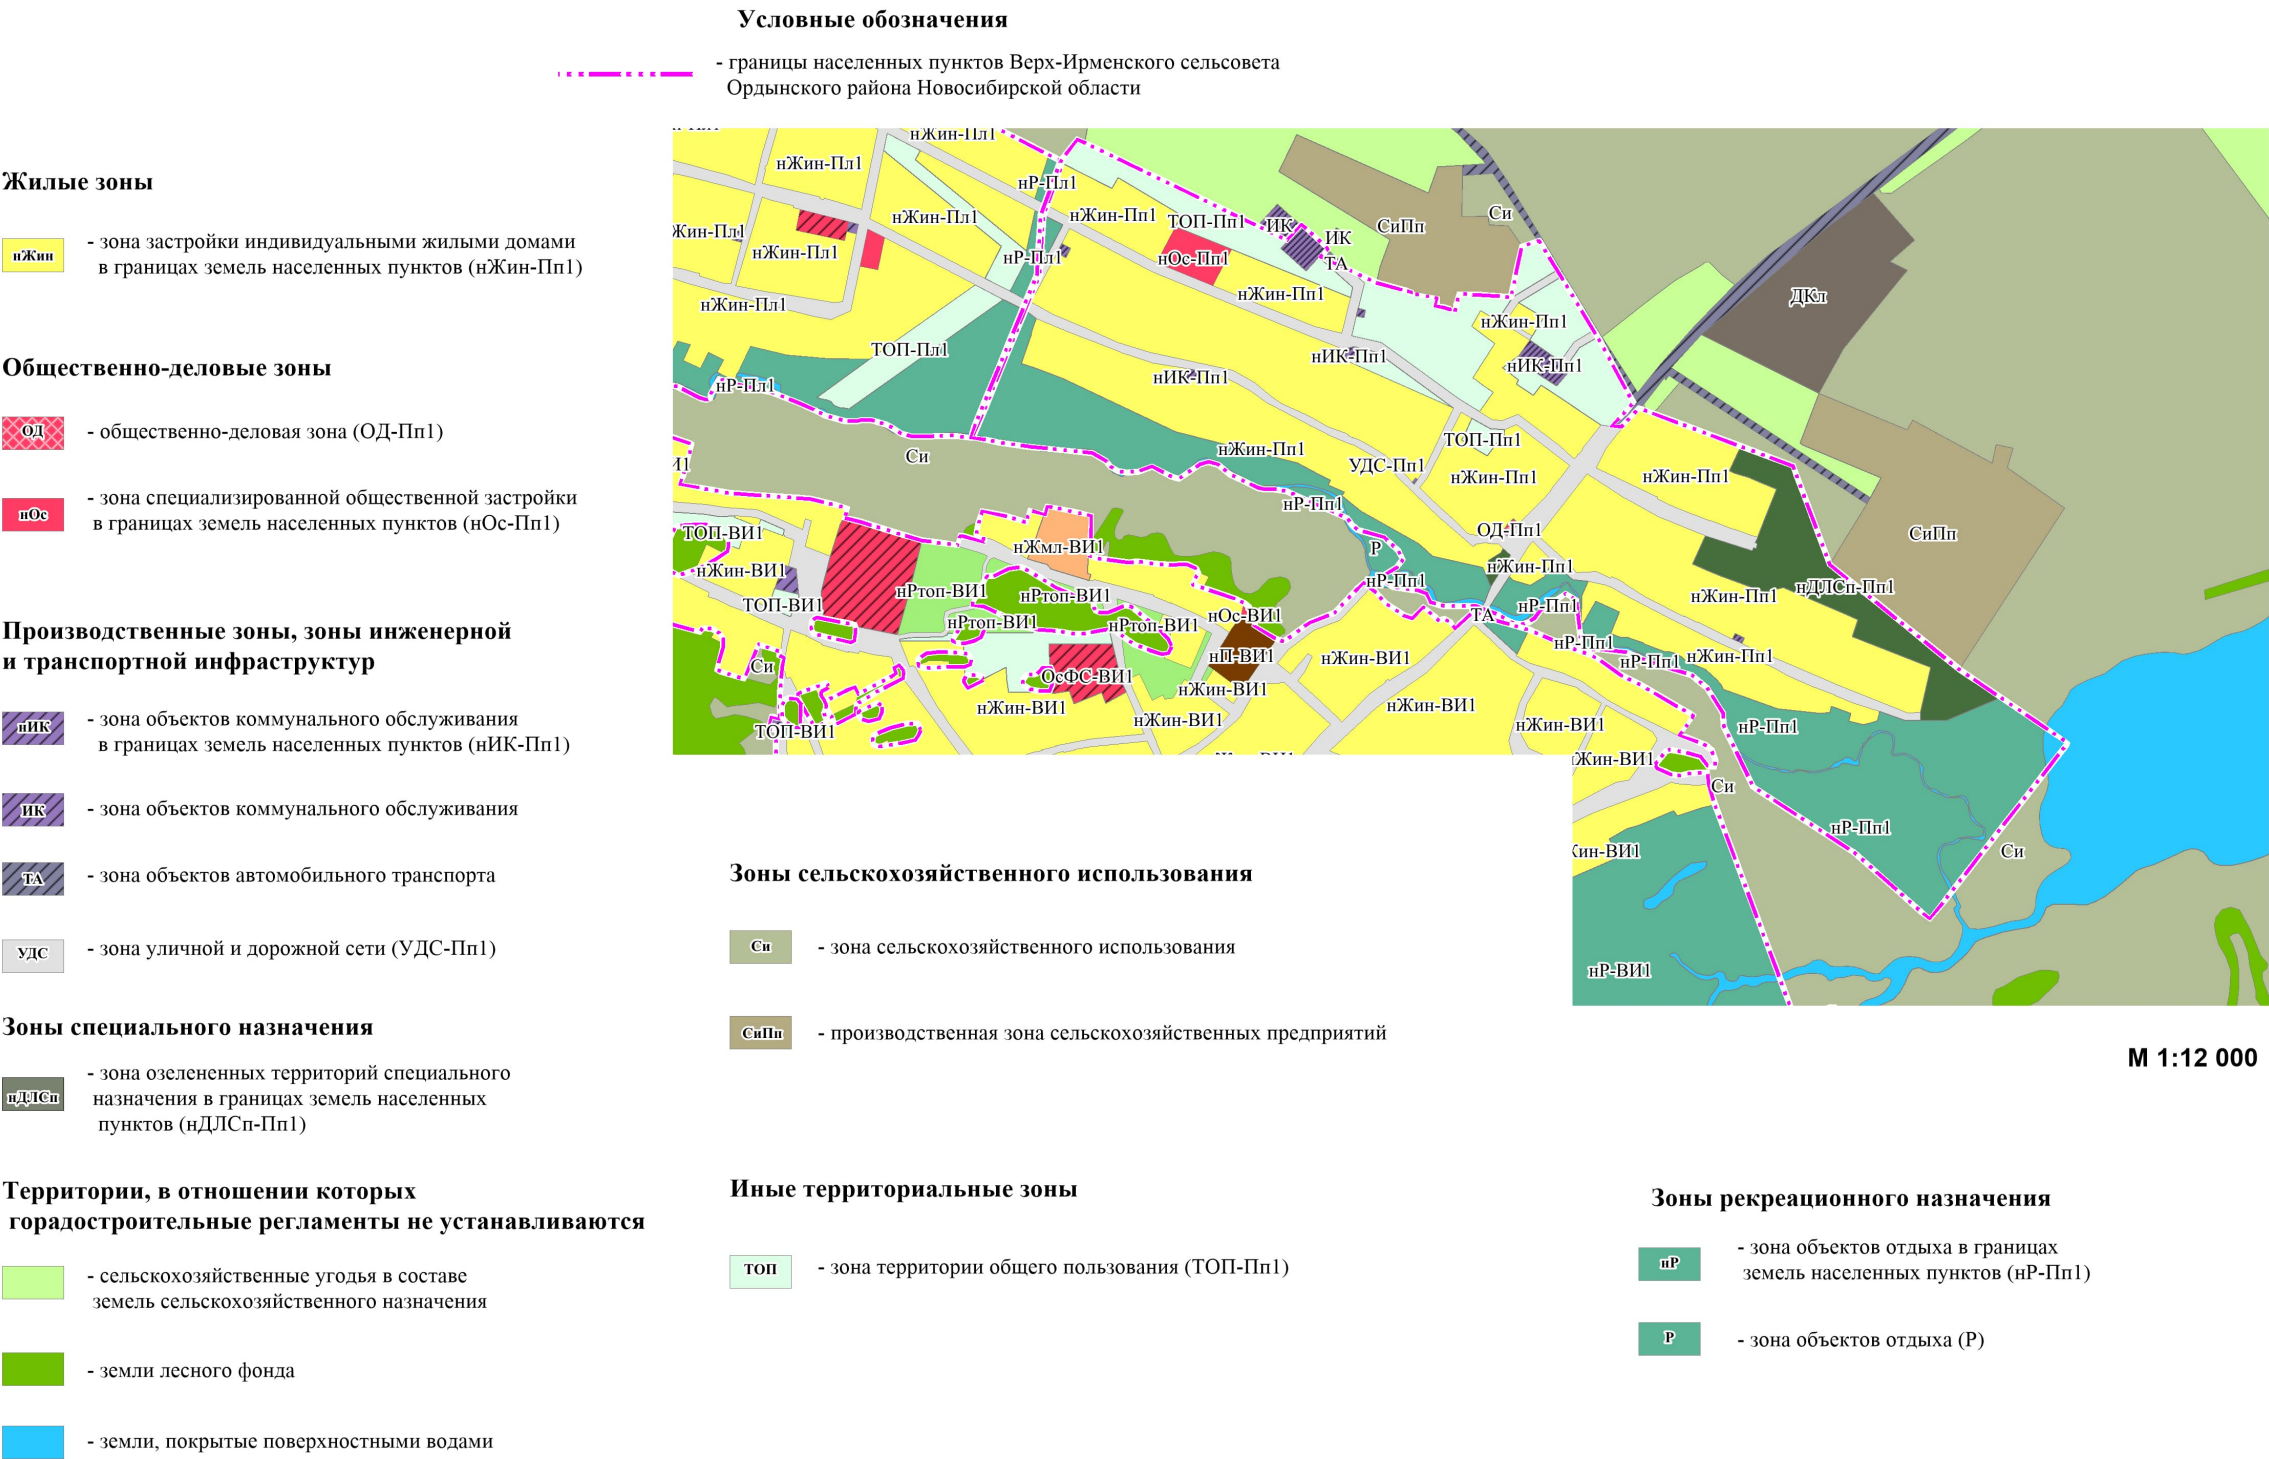 Условные обозначения
- границы населенных пунктов Верх-Ирменского сельсовета
Ордынского района Новосибирской области
Жилые зоны
нЖин
- зона застройки индивидуальными жилыми домами
в границах земель населенных пунктов (нЖин-Пп1)
Общественно-деловые зоны
ОД
- общественно-деловая зона (ОД-Пп1)
нОс
- зона специализированной общественной застройки
в границах земель населенных пунктов (нОс-Пп1)
Производственные зоны, зоны инженерной
и транспортной инфраструктур
нИК
- зона объектов коммунального обслуживания
в границах земель населенных пунктов (нИК-Пп1)
ИК
- зона объектов коммунального обслуживания
ТА
- зона объектов автомобильного транспорта
УДС
- зона уличной и дорожной сети (УДС-Пп1)
Зоны специального назначения
нДЛСп
- зона озелененных территорий специального
назначения в границах земель населенных
пунктов (нДЛСп-Пп1)
Территории, в отношении которых
горадостроительные регламенты не устанавливаются
- сельскохозяйственные угодья в составе
земель сельскохозяйственного назначения
- земли лесного фонда
- земли, покрытые поверхностными водами
нЖин-Пл1
нЖин-Пл1
нР-Пл1
нЖин-Пп1
ТОП-Пп1
ИК
ИК
ТА
СиПп
Си
нЖин-Пл1
нЖин-Пл1
нЖин-Пл1
нР-Пл1
нОс-Пп1
нЖин-Пп1
нЖин-Пл1
ДКл
нЖин-Пп1
ТОП-Пл1
нИК-Пп1
нИК-Пп1
нИК-Пп1
нР-Пл1
ТОП-Пп1
нЖин-Пп1
Си
УДС-Пп1
нЖин-Пп1
нЖин-Пп1
нР-Пп1
ТОП-ВИ1
ОД-Пп1
СиПп
нЖмл-ВИ1
Р
нЖин-ВИ1
нЖин-Пп1
нР-Пп1
нРтоп-ВИ1
нРтоп-ВИ1
нДЛСп-Пп1
нЖин-Пп1
ТОП-ВИ1
нР-Пп1
нОс-ВИ1
ТА
нРтоп-ВИ1
нРтоп-ВИ1
нР-Пп1
нП-ВИ1
нЖин-ВИ1
нР-Пп1
нЖин-Пп1
Си
ОсФС-ВИ1
нЖин-ВИ1
нЖин-ВИ1
нЖин-ВИ1
нЖин-ВИ1
нЖин-ВИ1
ТОП-ВИ1
нР-Пп1
Си
нР-Пп1
Си
нР-ВИ1
М 1:12 000
Зоны сельскохозяйственного использования
Си
- зона сельскохозяйственного использования
СиПп
- производственная зона сельскохозяйственных предприятий
Иные территориальные зоны
ТОП
- зона территории общего пользования (ТОП-Пп1)
Зоны рекреационного назначения
нР
- зона объектов отдыха в границах
земель населенных пунктов (нР-Пп1)
Р
- зона объектов отдыха (Р)